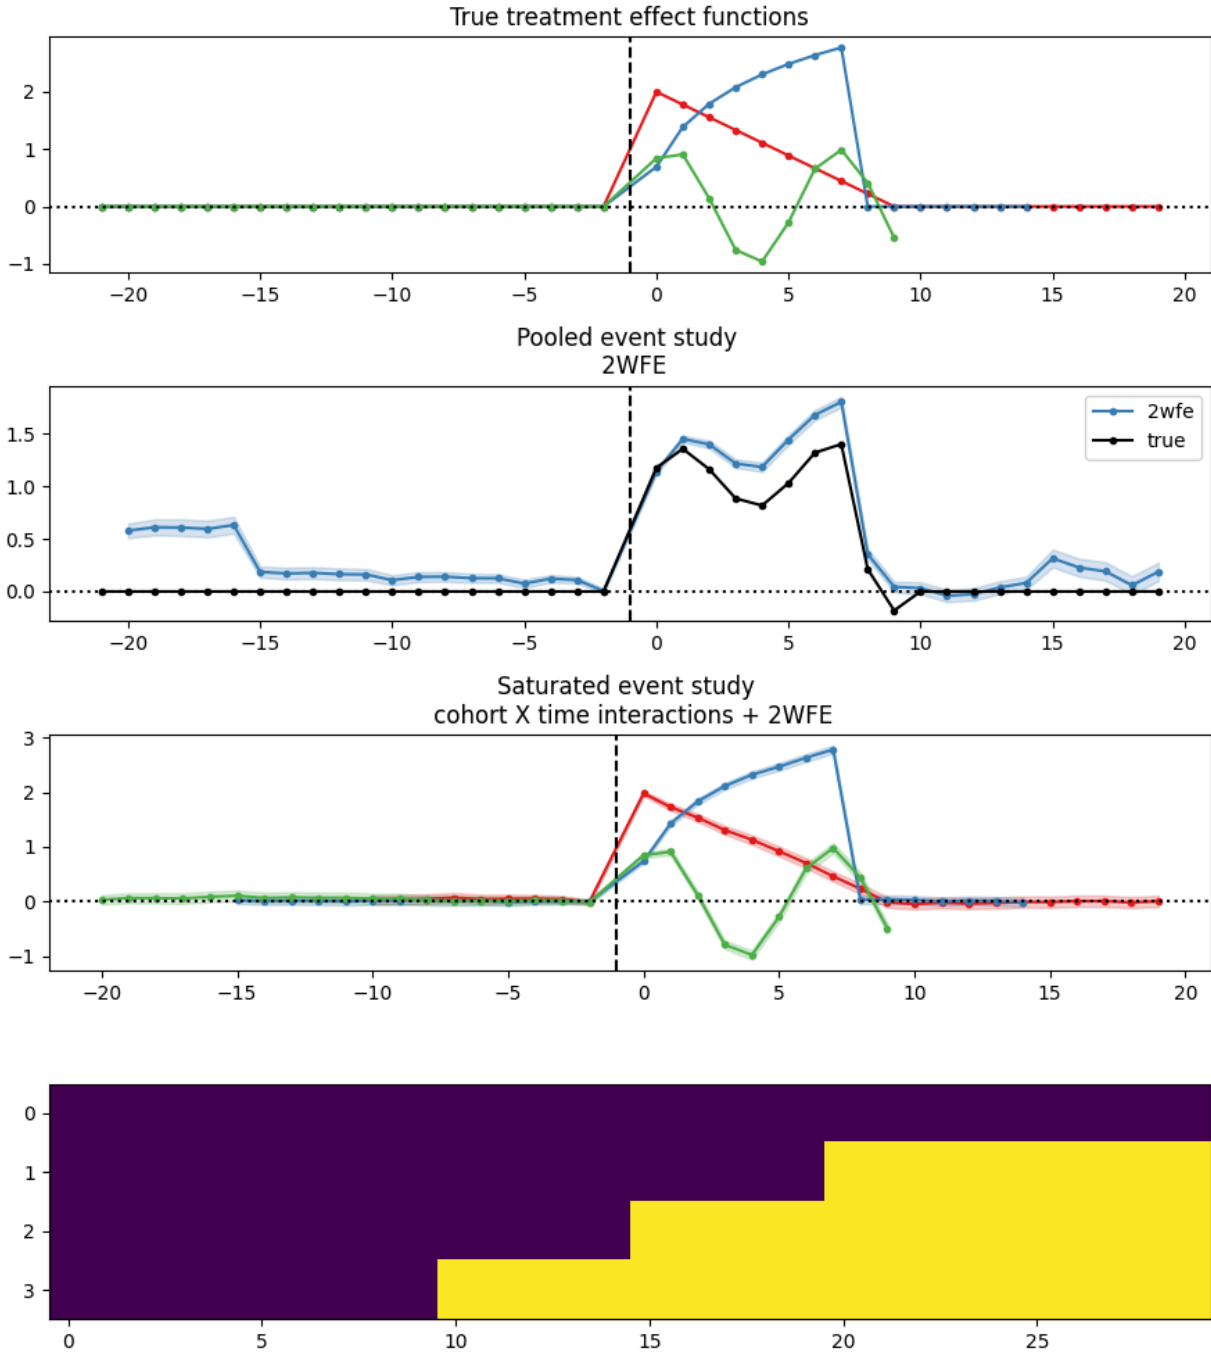 True treatment effect functions
2
1
0
−1
−20 −15 −10 −5 0 5 10 15 20
Pooled event study
2WFE
2wfe
true
1.5
1.0
0.5
0.0
−20 −15 −10 −5 0 5 10 15 20
Saturated event study
cohort X time interactions + 2WFE
3
2
1
0
−1
−20 −15 −10 −5 0 5 10 15 20
0
1
2
3
0 5 10 15 20 25